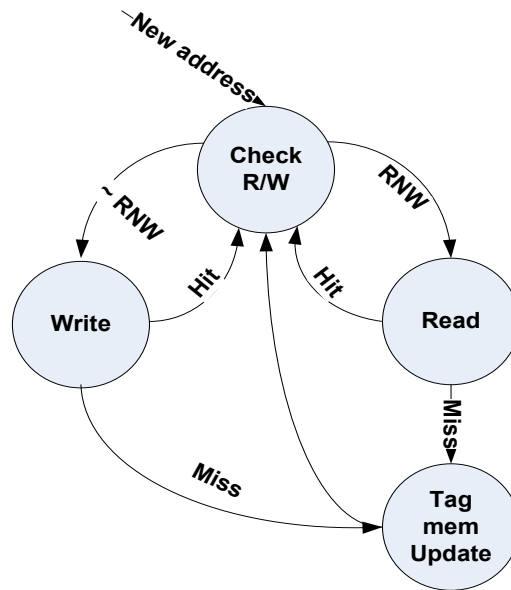 New address
Check
R/W
~ RNW
RNW
Hit
Hit
Write
Read
Miss
Miss
Tag
mem
Update